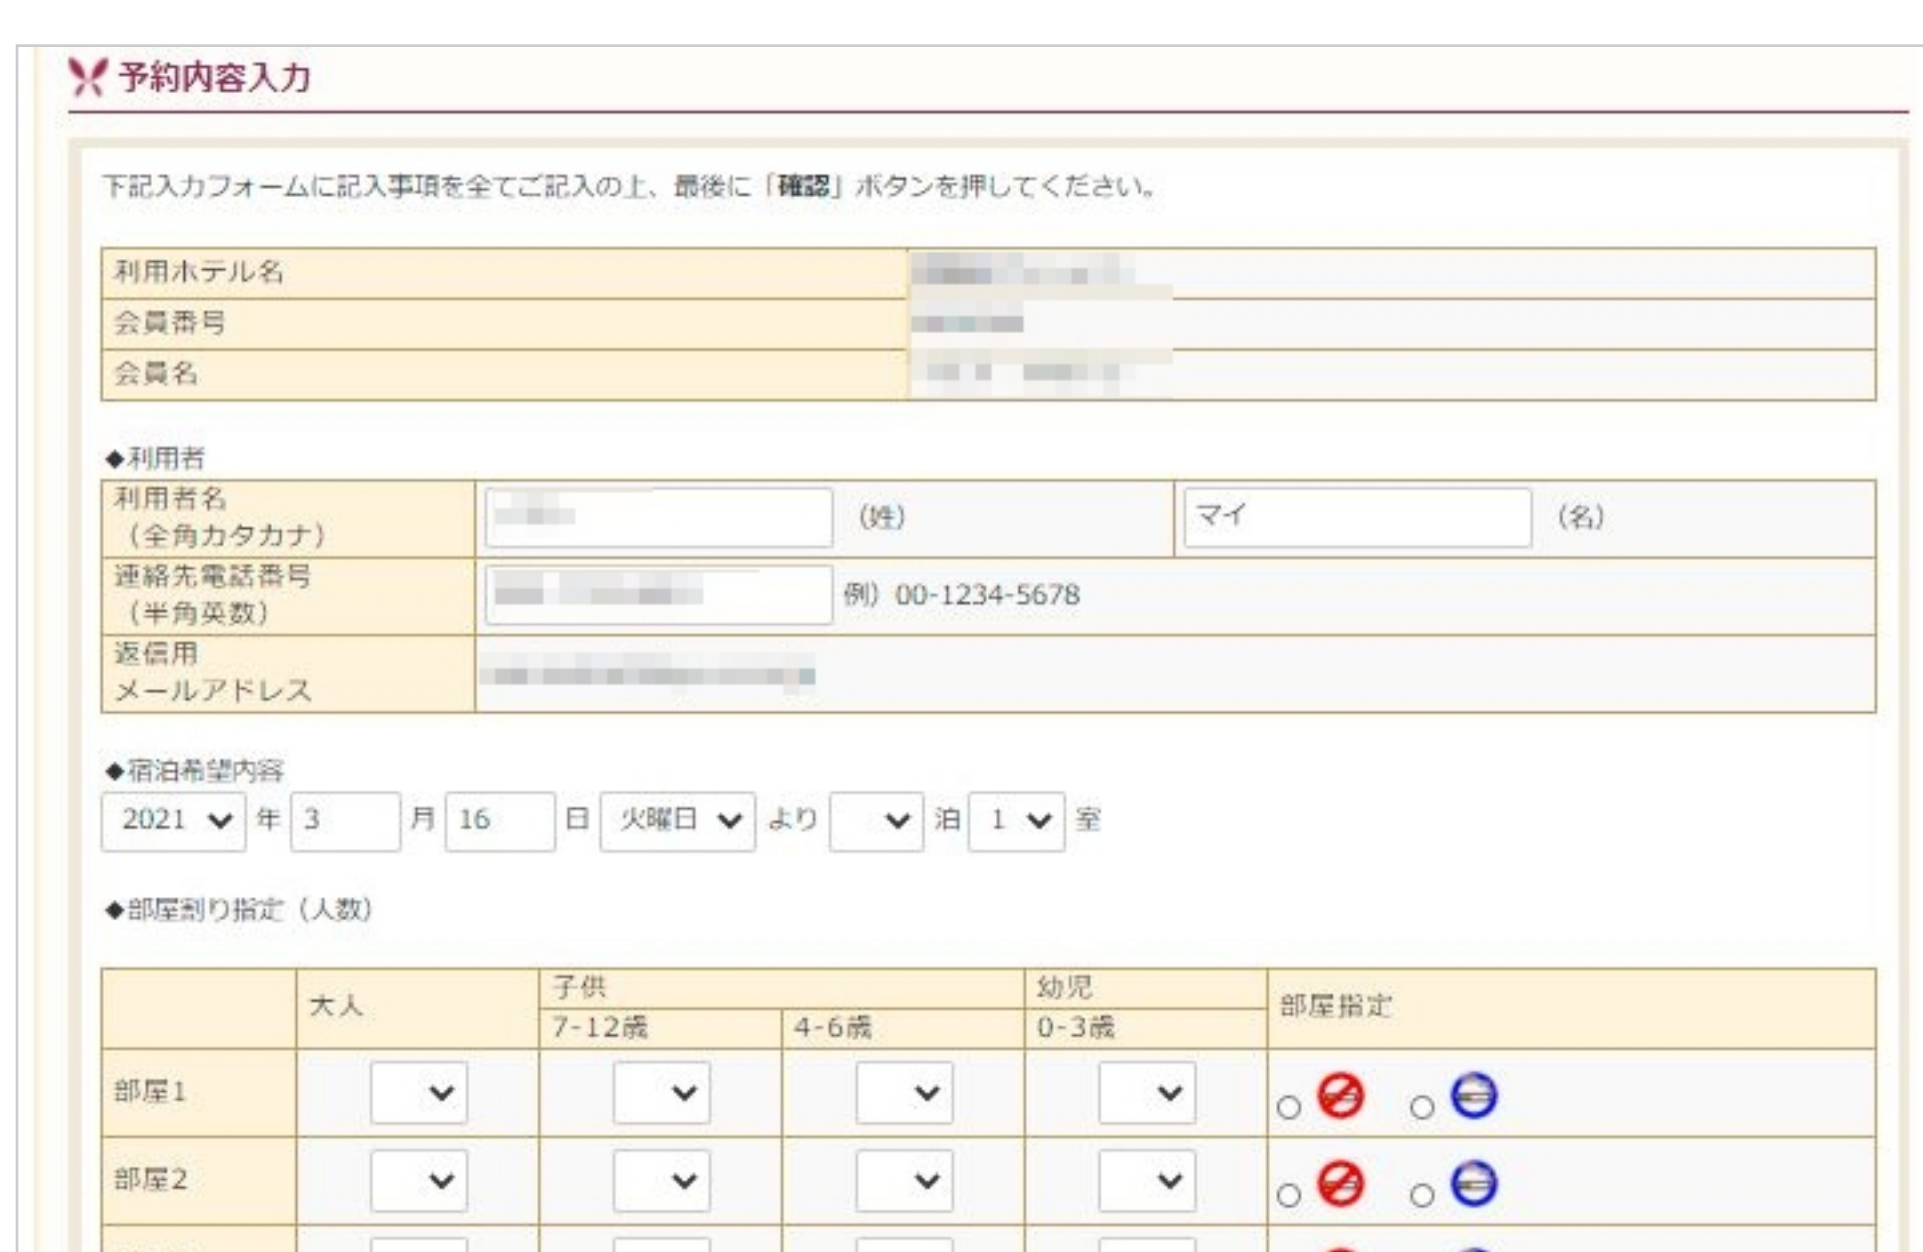 予約内容入力
下記入力フォームに記入事項を全てご記入の上、最後に「確認」ボタンを押してください。
利用ホテル名
会員番号
会員名
◆利用者
利用者名
（全角カタカナ）
（姓）
マイ
（名）
連絡先電話番号
（半角英数）
例）00-1234-5678
返信用
メールアドレス
◆宿泊希望内容
2021 年 3 月 16 日 火曜日 より 泊 1 室
◆部屋割り指定（人数）
大人
子供
幼児
部屋指定
7-12歳
4-6歳
0-3歳
部屋1
部屋2